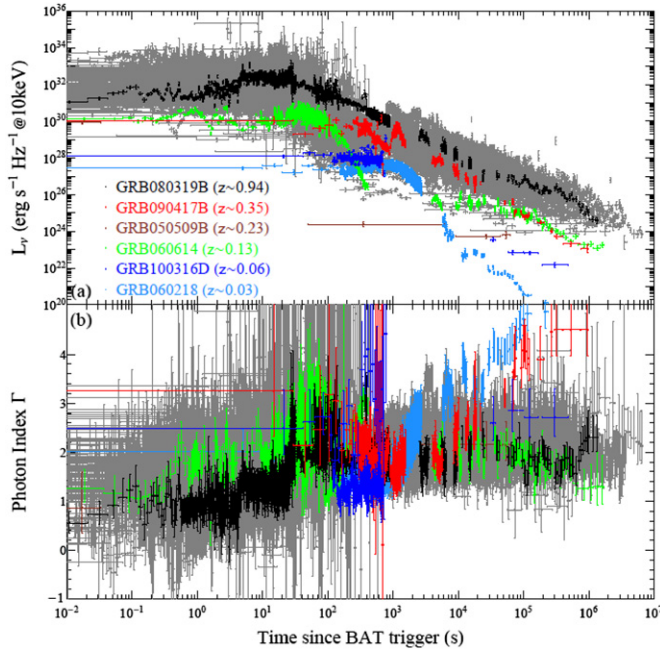 10^36
10^34
10^32
10^30
10^28
10^26
10^24
10^22
10^20
L_ν (erg s^-1 Hz^-1 @10keV)
GRB080319B (z~0.94)
GRB090417B (z~0.35)
GRB050509B (z~0.23)
GRB060614 (z~0.13)
GRB100316D (z~0.06)
GRB060218 (z~0.03)
(a)
(b)
Photon Index Γ
4
3
2
1
0
−1
10^−2 10^−1 10^0 10^1 10^2 10^3 10^4 10^5 10^6 10^7
Time since BAT trigger (s)